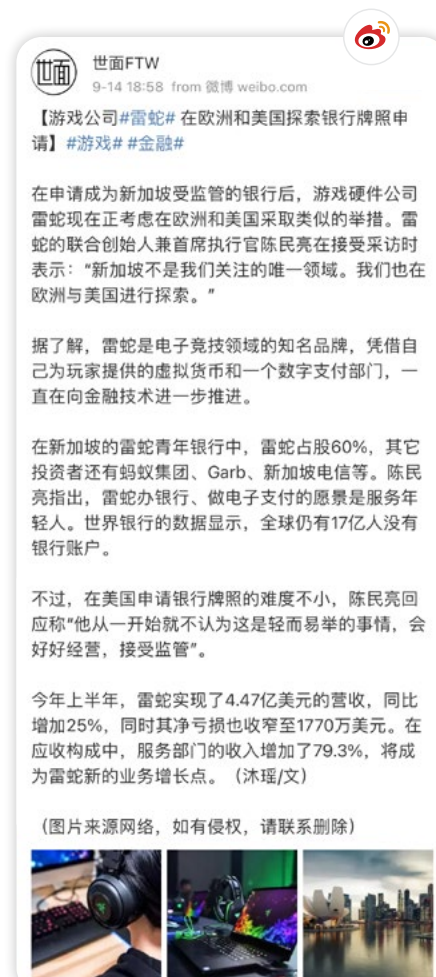 世面
世面FTW
9-14 18:58 from 微博 weibo.com
【游戏公司#雷蛇# 在欧洲和美国探索银行牌照申
请】#游戏# #金融#
在申请成为新加坡受监管的银行后，游戏硬件公司
雷蛇现在正考虑在欧洲和美国采取类似的举措。雷
蛇的联合创始人兼首席执行官陈民亮在接受采访时
表示：“新加坡不是我们关注的唯一领域。我们也在
欧洲与美国进行探索。”
据了解，雷蛇是电子竞技领域的知名品牌，凭借自
己为玩家提供的虚拟货币和一个数字支付部门，一
直在向金融技术进一步推进。
在新加坡的雷蛇青年银行中，雷蛇占股60%，其它
投资者还有蚂蚁集团、Garb、新加坡电信等。陈民
亮指出，雷蛇办银行、做电子支付的愿景是服务年
轻人。世界银行的数据显示，全球仍有17亿人没有
银行账户。
不过，在美国申请银行牌照的难度不小，陈民亮回
应称“他从一开始就不认为这是轻而易举的事情，会
好好经营，接受监管”。
今年上半年，雷蛇实现了4.47亿美元的营收，同比
增加25%，同时其净亏损也收窄至1770万美元。在
应收构成中，服务部门的收入增加了79.3%，将成
为雷蛇新的业务增长点。（沐瑶/文）
（图片来源网络，如有侵权，请联系删除）